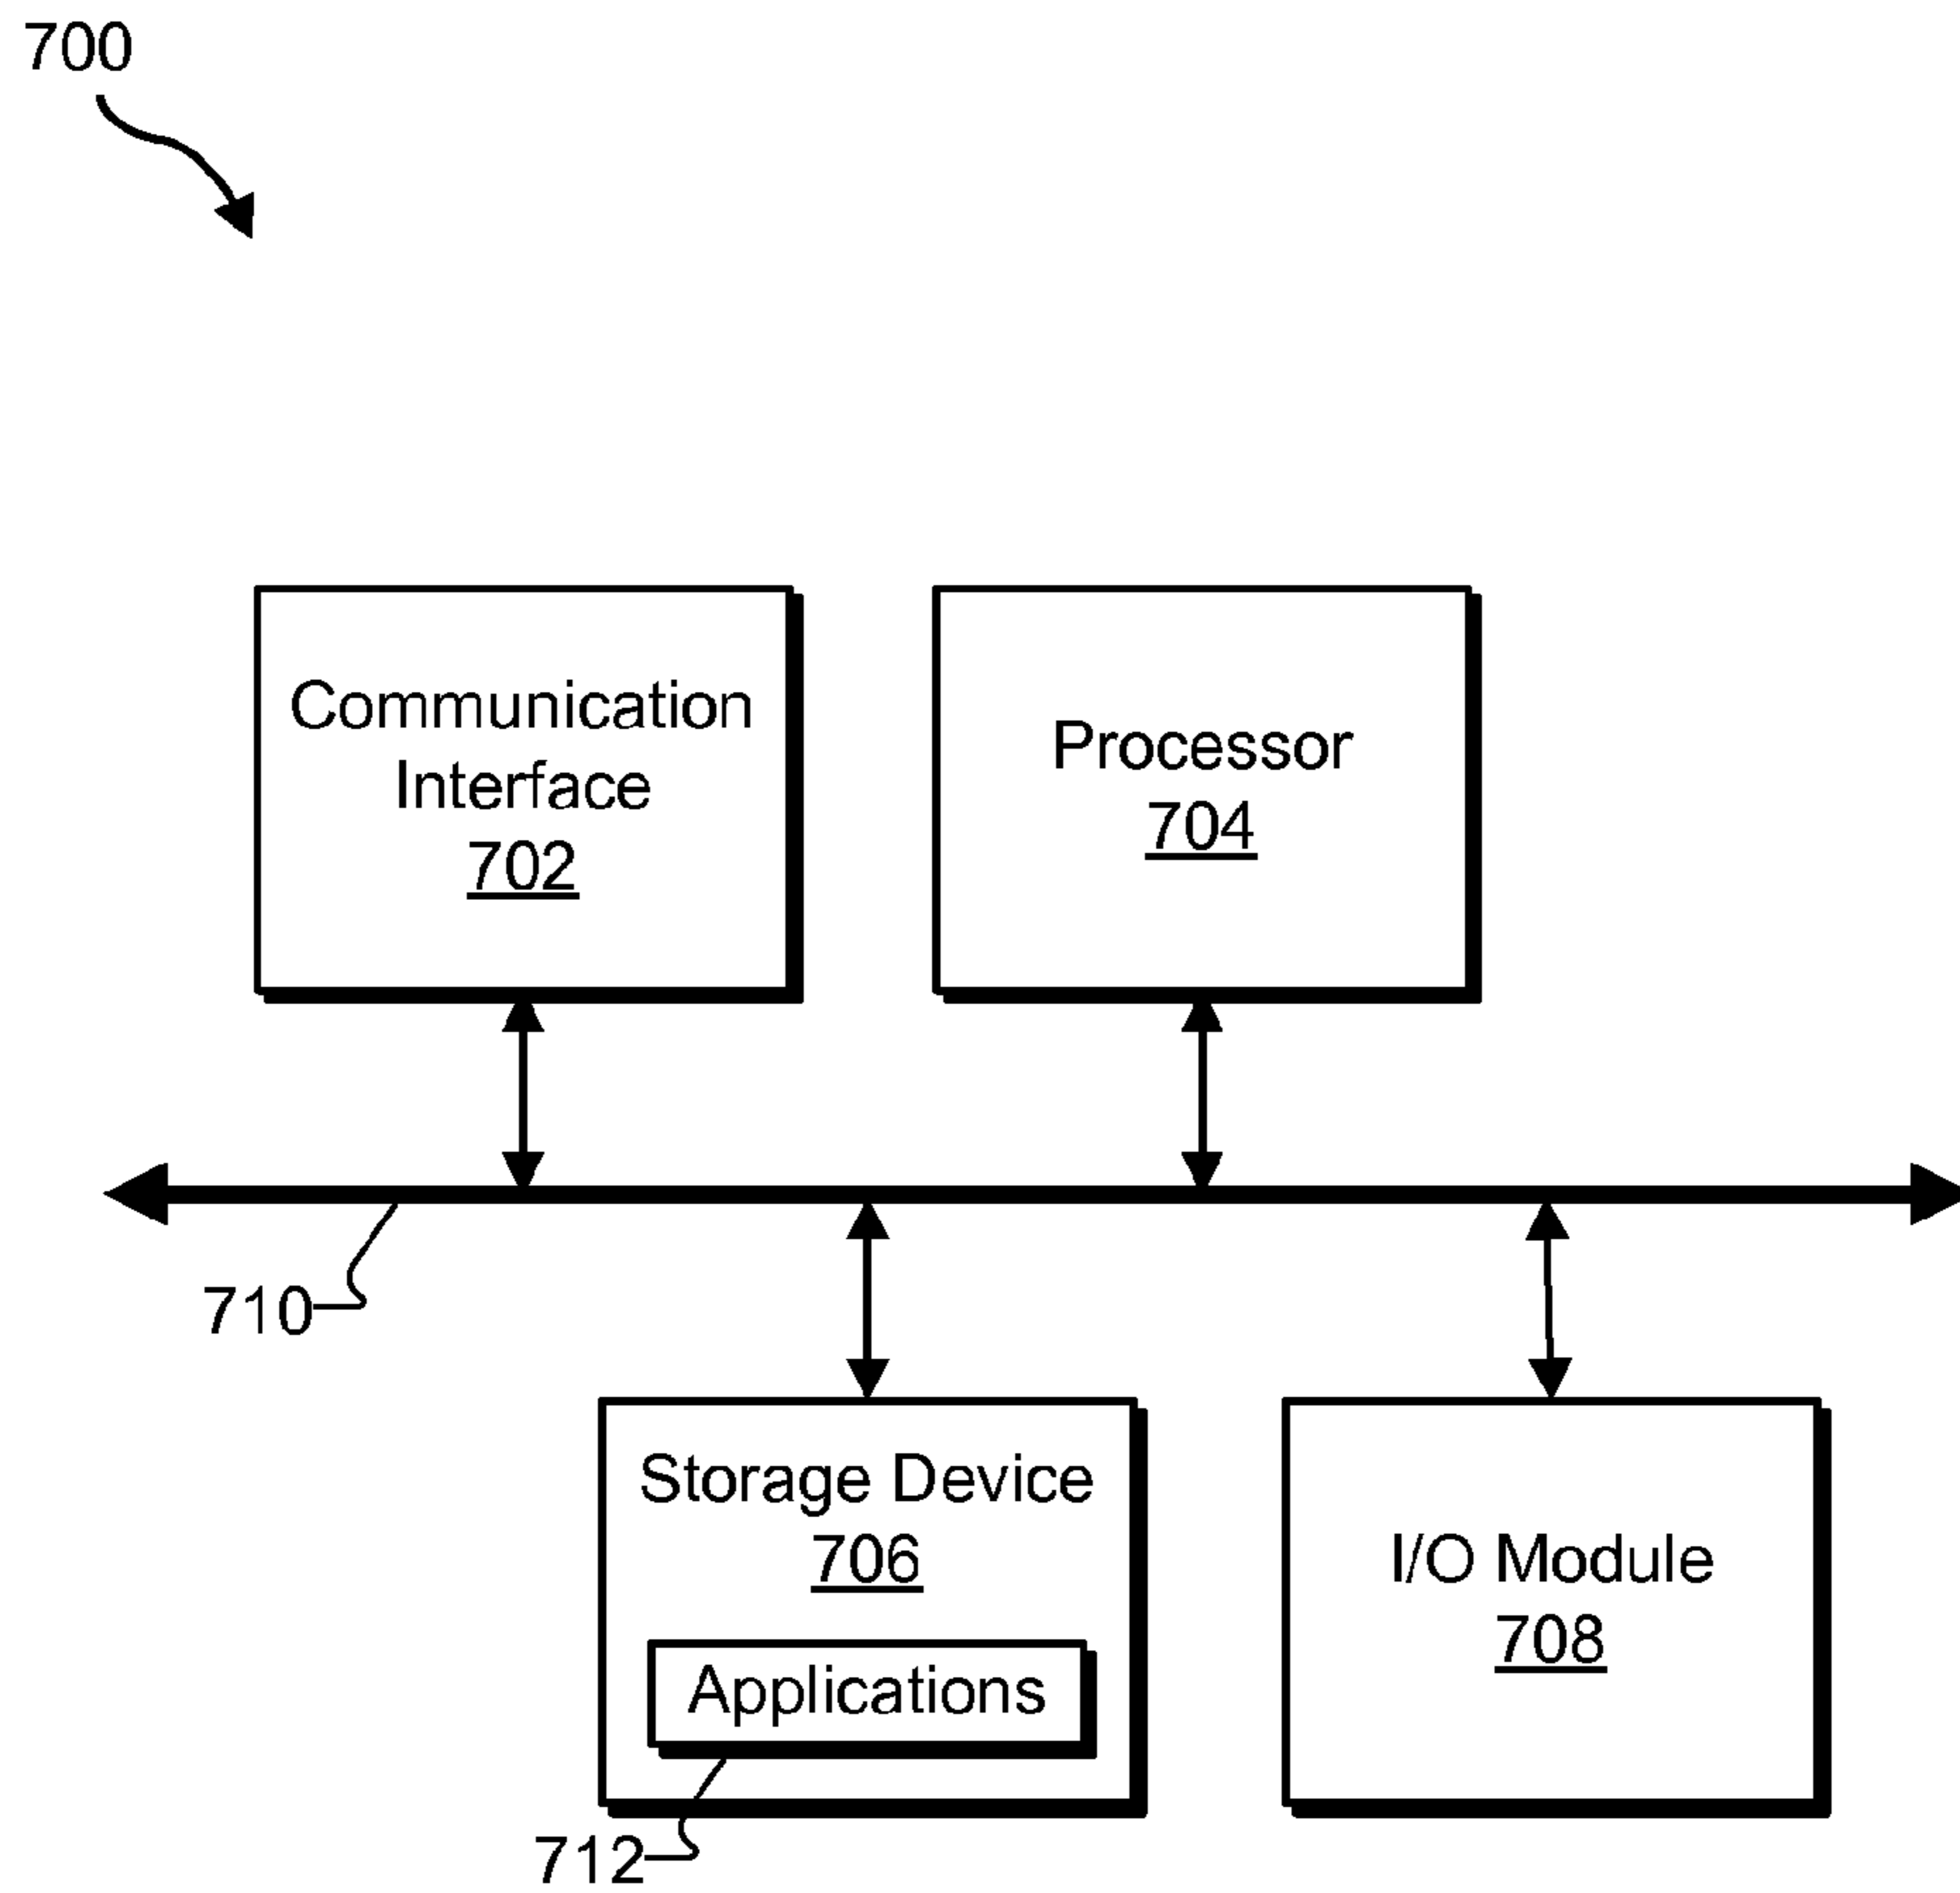 700
Communication
Interface
702
Processor
704
710
Storage Device
706
Applications
712
I/O Module
708